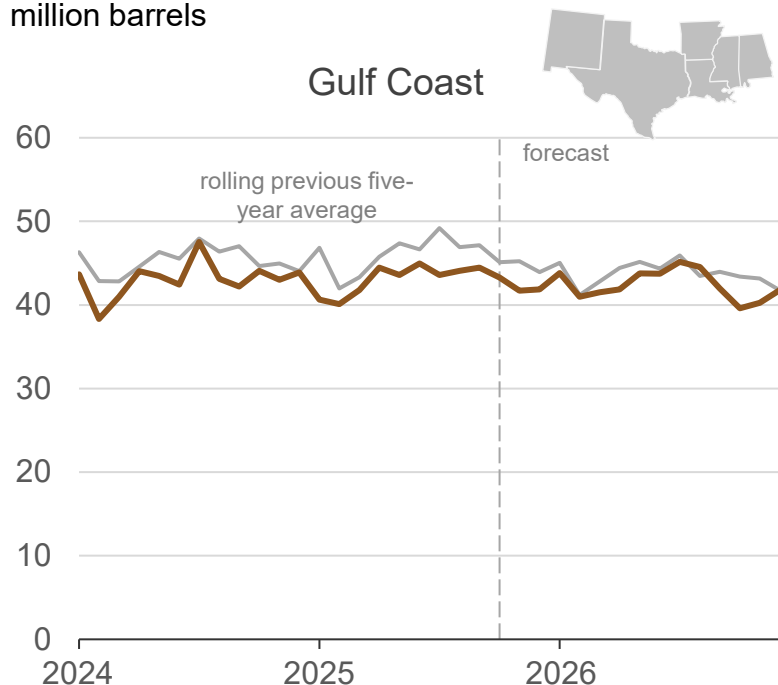 million barrels
Gulf Coast
60
forecast
rolling previous five-
year average
50
40
30
20
10
0
2024
2025
2026